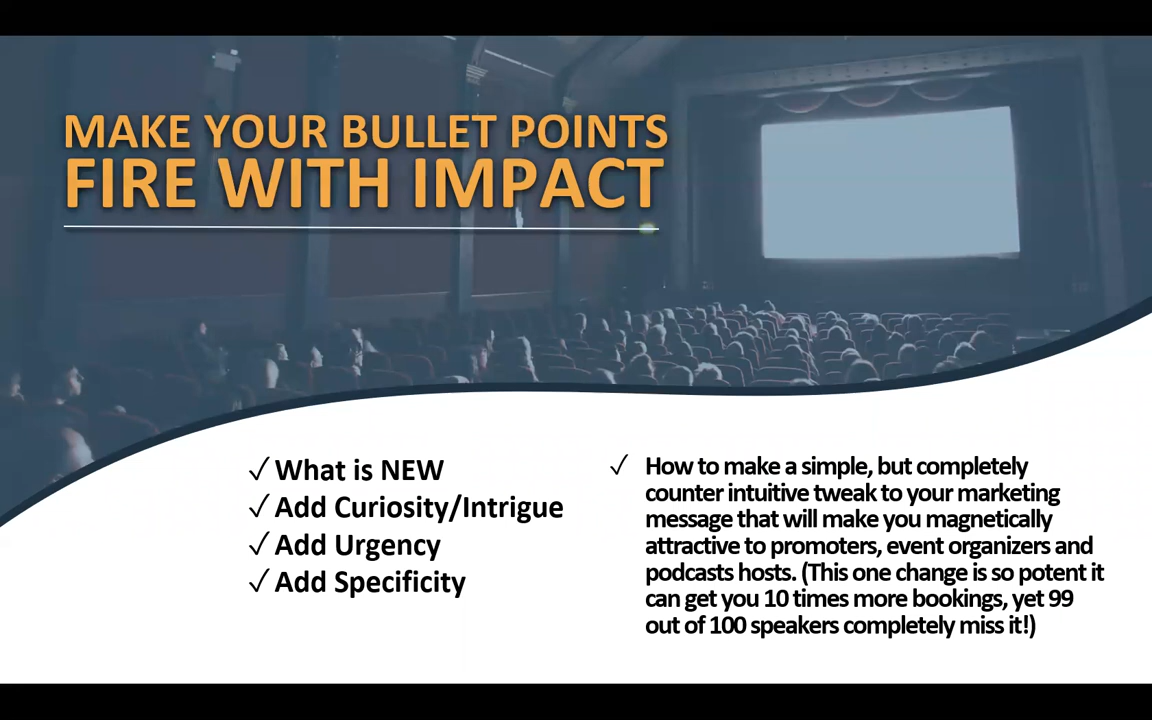 MAKE YOUR BULLET POINTS
FIRE WITH IMPACT
✓What is NEW
✓Add Curiosity/Intrigue
✓Add Urgency
✓Add Specificity
✓ How to make a simple, but completely
counter intuitive tweak to your marketing
message that will make you magnetically
attractive to promoters, event organizers and
podcasts hosts. (This one change is so potent it
can get you 10 times more bookings, yet 99
out of 100 speakers completely miss it!)